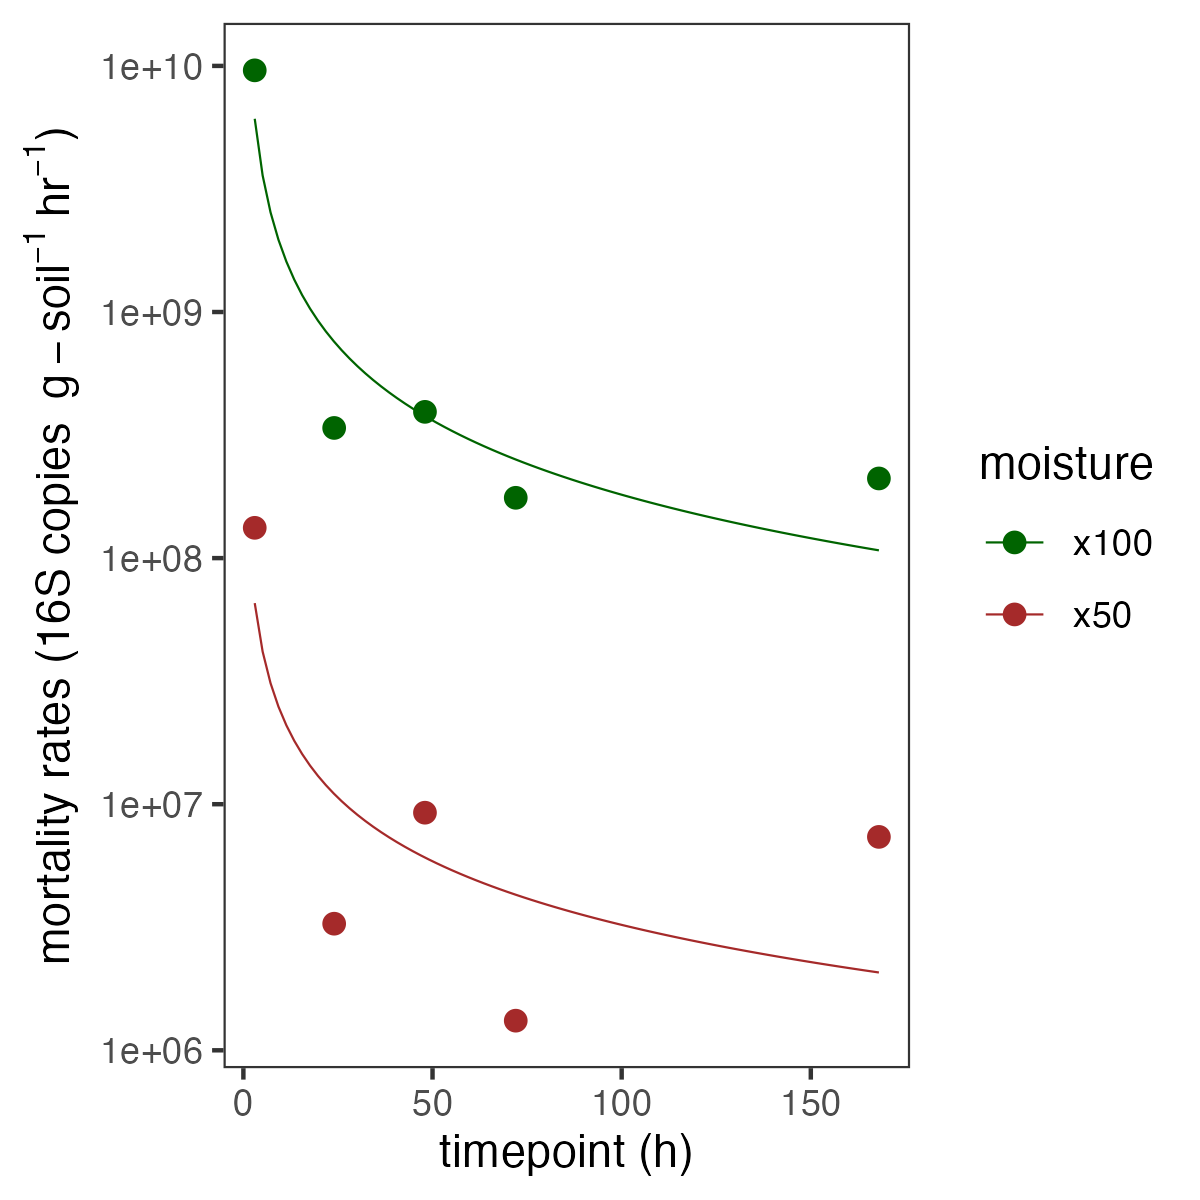 mortality rates (16S copies g − soil⁻¹ hr⁻¹)
1e+10
1e+09
1e+08
1e+07
1e+06
0 50 100 150
timepoint (h)
moisture
x100
x50